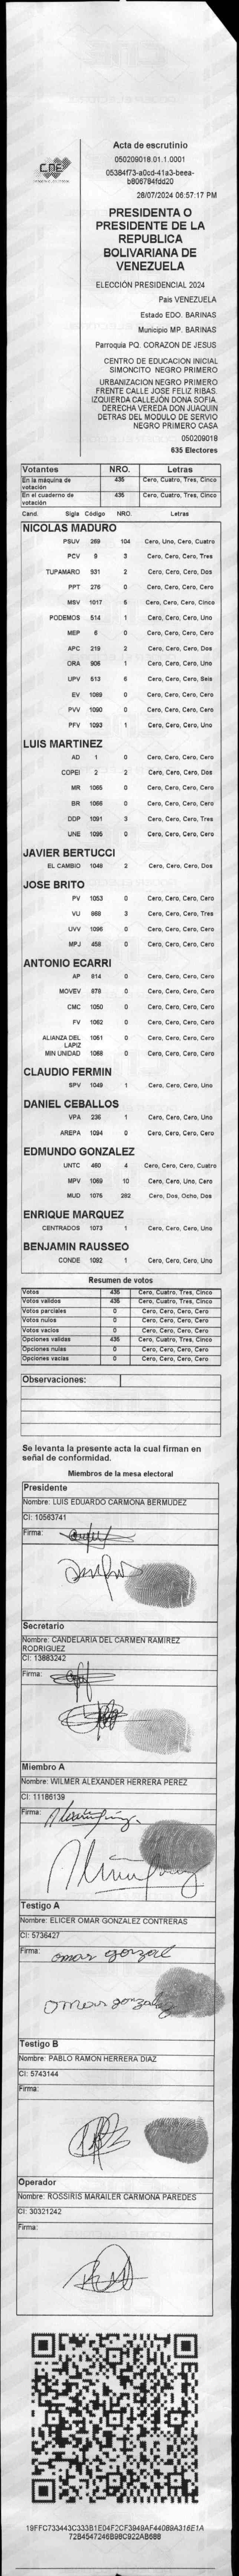 CNE
Acta de escrutinio
050209018.01.1.0001
05384f73-a0cd-41a3-beea-
b806784fdd20
28/07/2024 06:57:17 PM
PRESIDENTA O
PRESIDENTE DE LA
REPUBLICA
BOLIVARIANA DE
VENEZUELA
ELECCIÓN PRESIDENCIAL 2024
País VENEZUELA
Estado EDO. BARINAS
Municipio MP. BARINAS
Parroquia PQ. CORAZON DE JESUS
CENTRO DE EDUCACION INICIAL
SIMONCITO NEGRO PRIMERO
URBANIZACION NEGRO PRIMERO
FRENTE CALLE JOSE FELIZ RIBAS.
IZQUIERDA CALLEJÓN DONA SOFIA.
DERECHA VEREDA DON JUAQUIN
DETRAS DEL MODULO DE SERVIO
NEGRO PRIMERO CASA
050209018
635 Electores
Votantes NRO. Letras
En la máquina de votación 435 Cero, Cuatro, Tres, Cinco
En el cuaderno de votación 435 Cero, Cuatro, Tres, Cinco
Cand. Sigla Código NRO. Letras
NICOLAS MADURO
PSUV 269 104 Cero, Uno, Cero, Cuatro
PCV 9 3 Cero, Cero, Cero, Tres
TUPAMARO 931 2 Cero, Cero, Cero, Dos
PPT 276 0 Cero, Cero, Cero, Cero
MSV 1017 5 Cero, Cero, Cero, Cinco
PODEMOS 514 1 Cero, Cero, Cero, Uno
MEP 6 0 Cero, Cero, Cero, Cero
APC 219 2 Cero, Cero, Cero, Dos
ORA 906 1 Cero, Cero, Cero, Uno
UPV 613 6 Cero, Cero, Cero, Seis
EV 1089 0 Cero, Cero, Cero, Cero
PVV 1090 0 Cero, Cero, Cero, Cero
PFV 1093 1 Cero, Cero, Cero, Uno
LUIS MARTINEZ
AD 1 0 Cero, Cero, Cero, Cero
COPEI 2 2 Cero, Cero, Cero, Dos
MR 1065 0 Cero, Cero, Cero, Cero
BR 1066 0 Cero, Cero, Cero, Cero
DDP 1091 3 Cero, Cero, Cero, Tres
UNE 1095 0 Cero, Cero, Cero, Cero
JAVIER BERTUCCI
EL CAMBIO 1048 2 Cero, Cero, Cero, Dos
JOSE BRITO
PV 1053 0 Cero, Cero, Cero, Cero
VU 868 3 Cero, Cero, Cero, Tres
UVV 1096 0 Cero, Cero, Cero, Cero
MPJ 458 0 Cero, Cero, Cero, Cero
ANTONIO ECARRI
AP 814 0 Cero, Cero, Cero, Cero
MOVEV 978 0 Cero, Cero, Cero, Cero
CMC 1050 0 Cero, Cero, Cero, Cero
FV 1062 0 Cero, Cero, Cero, Cero
ALIANZA DEL LAPIZ 1051 0 Cero, Cero, Cero, Cero
MIN UNIDAD 1068 0 Cero, Cero, Cero, Cero
CLAUDIO FERMIN
SPV 1049 1 Cero, Cero, Cero, Uno
DANIEL CEBALLOS
VPA 236 1 Cero, Cero, Cero, Uno
AREPA 1094 0 Cero, Cero, Cero, Cero
EDMUNDO GONZALEZ
UNTC 460 4 Cero, Cero, Cero, Cuatro
MPV 1069 10 Cero, Cero, Uno, Cero
MUD 1075 282 Cero, Dos, Ocho, Dos
ENRIQUE MARQUEZ
CENTRADOS 1073 1 Cero, Cero, Cero, Uno
BENJAMIN RAUSSEO
CONDE 1092 1 Cero, Cero, Cero, Uno
Resumen de votos
Votos 435 Cero, Cuatro, Tres, Cinco
Votos validos 435 Cero, Cuatro, Tres, Cinco
Votos parciales 0 Cero, Cero, Cero, Cero
Votos nulos 0 Cero, Cero, Cero, Cero
Votos vacios 0 Cero, Cero, Cero, Cero
Opciones validas 435 Cero, Cuatro, Tres, Cinco
Opciones nulas 0 Cero, Cero, Cero, Cero
Opciones vacias 0 Cero, Cero, Cero, Cero
Observaciones:
Se levanta la presente acta la cual firman en
señal de conformidad.
Miembros de la mesa electoral
Presidente
Nombre: LUIS EDUARDO CARMONA BERMUDEZ
CI: 10563741
Firma:
Secretario
Nombre: CANDELARIA DEL CARMEN RAMIREZ
RODRIGUEZ
CI: 13883242
Firma:
Miembro A
Nombre: WILMER ALEXANDER HERRERA PEREZ
CI: 11186139
Firma:
Testigo A
Nombre: ELICER OMAR GONZALEZ CONTRERAS
CI: 5736427
Firma: omar gonzal
omar gonzalez
Testigo B
Nombre: PABLO RAMON HERRERA DIAZ
CI: 5743144
Firma:
Operador
Nombre: ROSSIRIS MARAILER CARMONA PAREDES
CI: 30321242
Firma:
19FFC733443C333B1E04F2CF3949AF44089A316E1A
72B4547246B98C922AB688